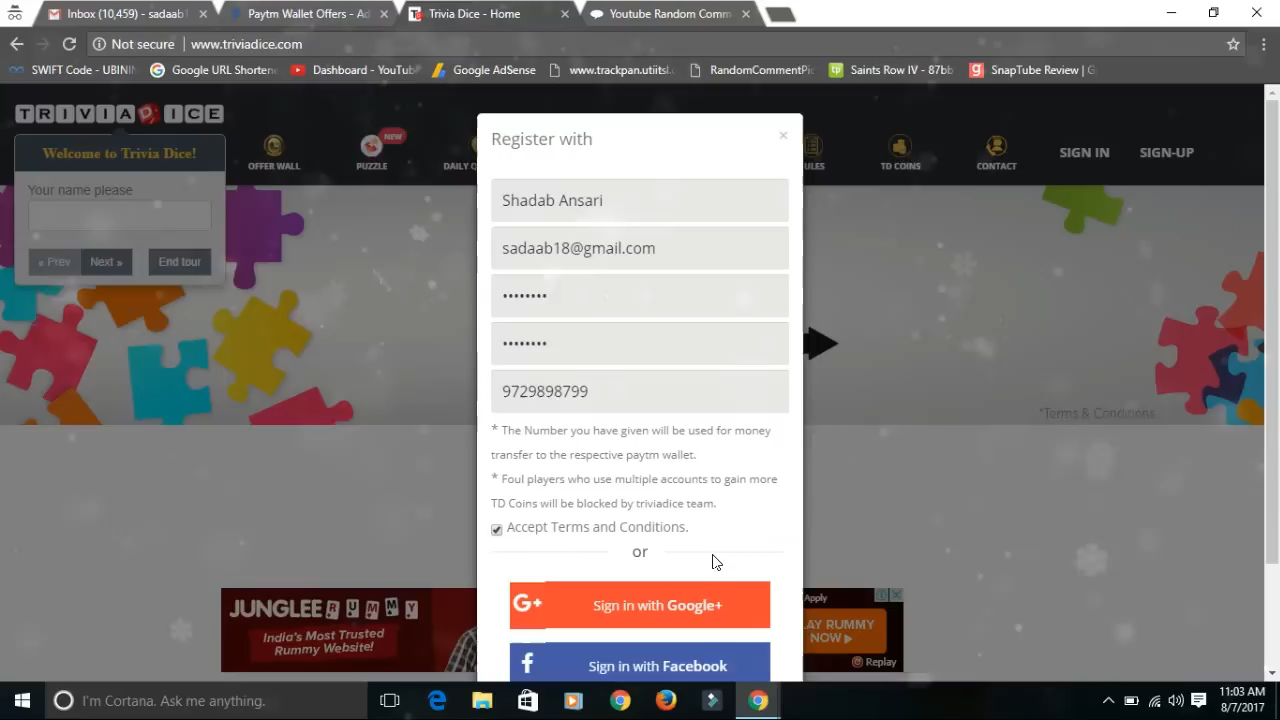 Inbox (10,459) - sadaab1
Paytm Wallet Offers - Ad
Trivia Dice - Home
Youtube Random Comm
Not secure | www.triviadice.com
SWIFT Code - UBININ
Google URL Shortene
Dashboard - YouTub
Google AdSense
www.trackpan.utiitsl.c
RandomCommentPic
Saints Row IV - 87bb
SnapTube Review | G
TRIVIA DICE
Welcome to Trivia Dice!
Your name please
« Prev
Next »
End tour
OFFER WALL
NEW
PUZZLE
DAILY Q
ULES
TD COINS
CONTACT
SIGN IN
SIGN-UP
Register with
×
Shadab Ansari
sadaab18@gmail.com
••••••••
••••••••
9729898799
* The Number you have given will be used for money
transfer to the respective paytm wallet.
* Foul players who use multiple accounts to gain more
TD Coins will be blocked by triviadice team.
Accept Terms and Conditions.
or
G+ Sign in with Google+
f Sign in with Facebook
*Terms & Conditions
JUNGLEE RUMMY
India's Most Trusted
Rummy Website!
Apply
LAY RUMMY
NOW
Replay
I'm Cortana. Ask me anything.
11:03 AM
8/7/2017